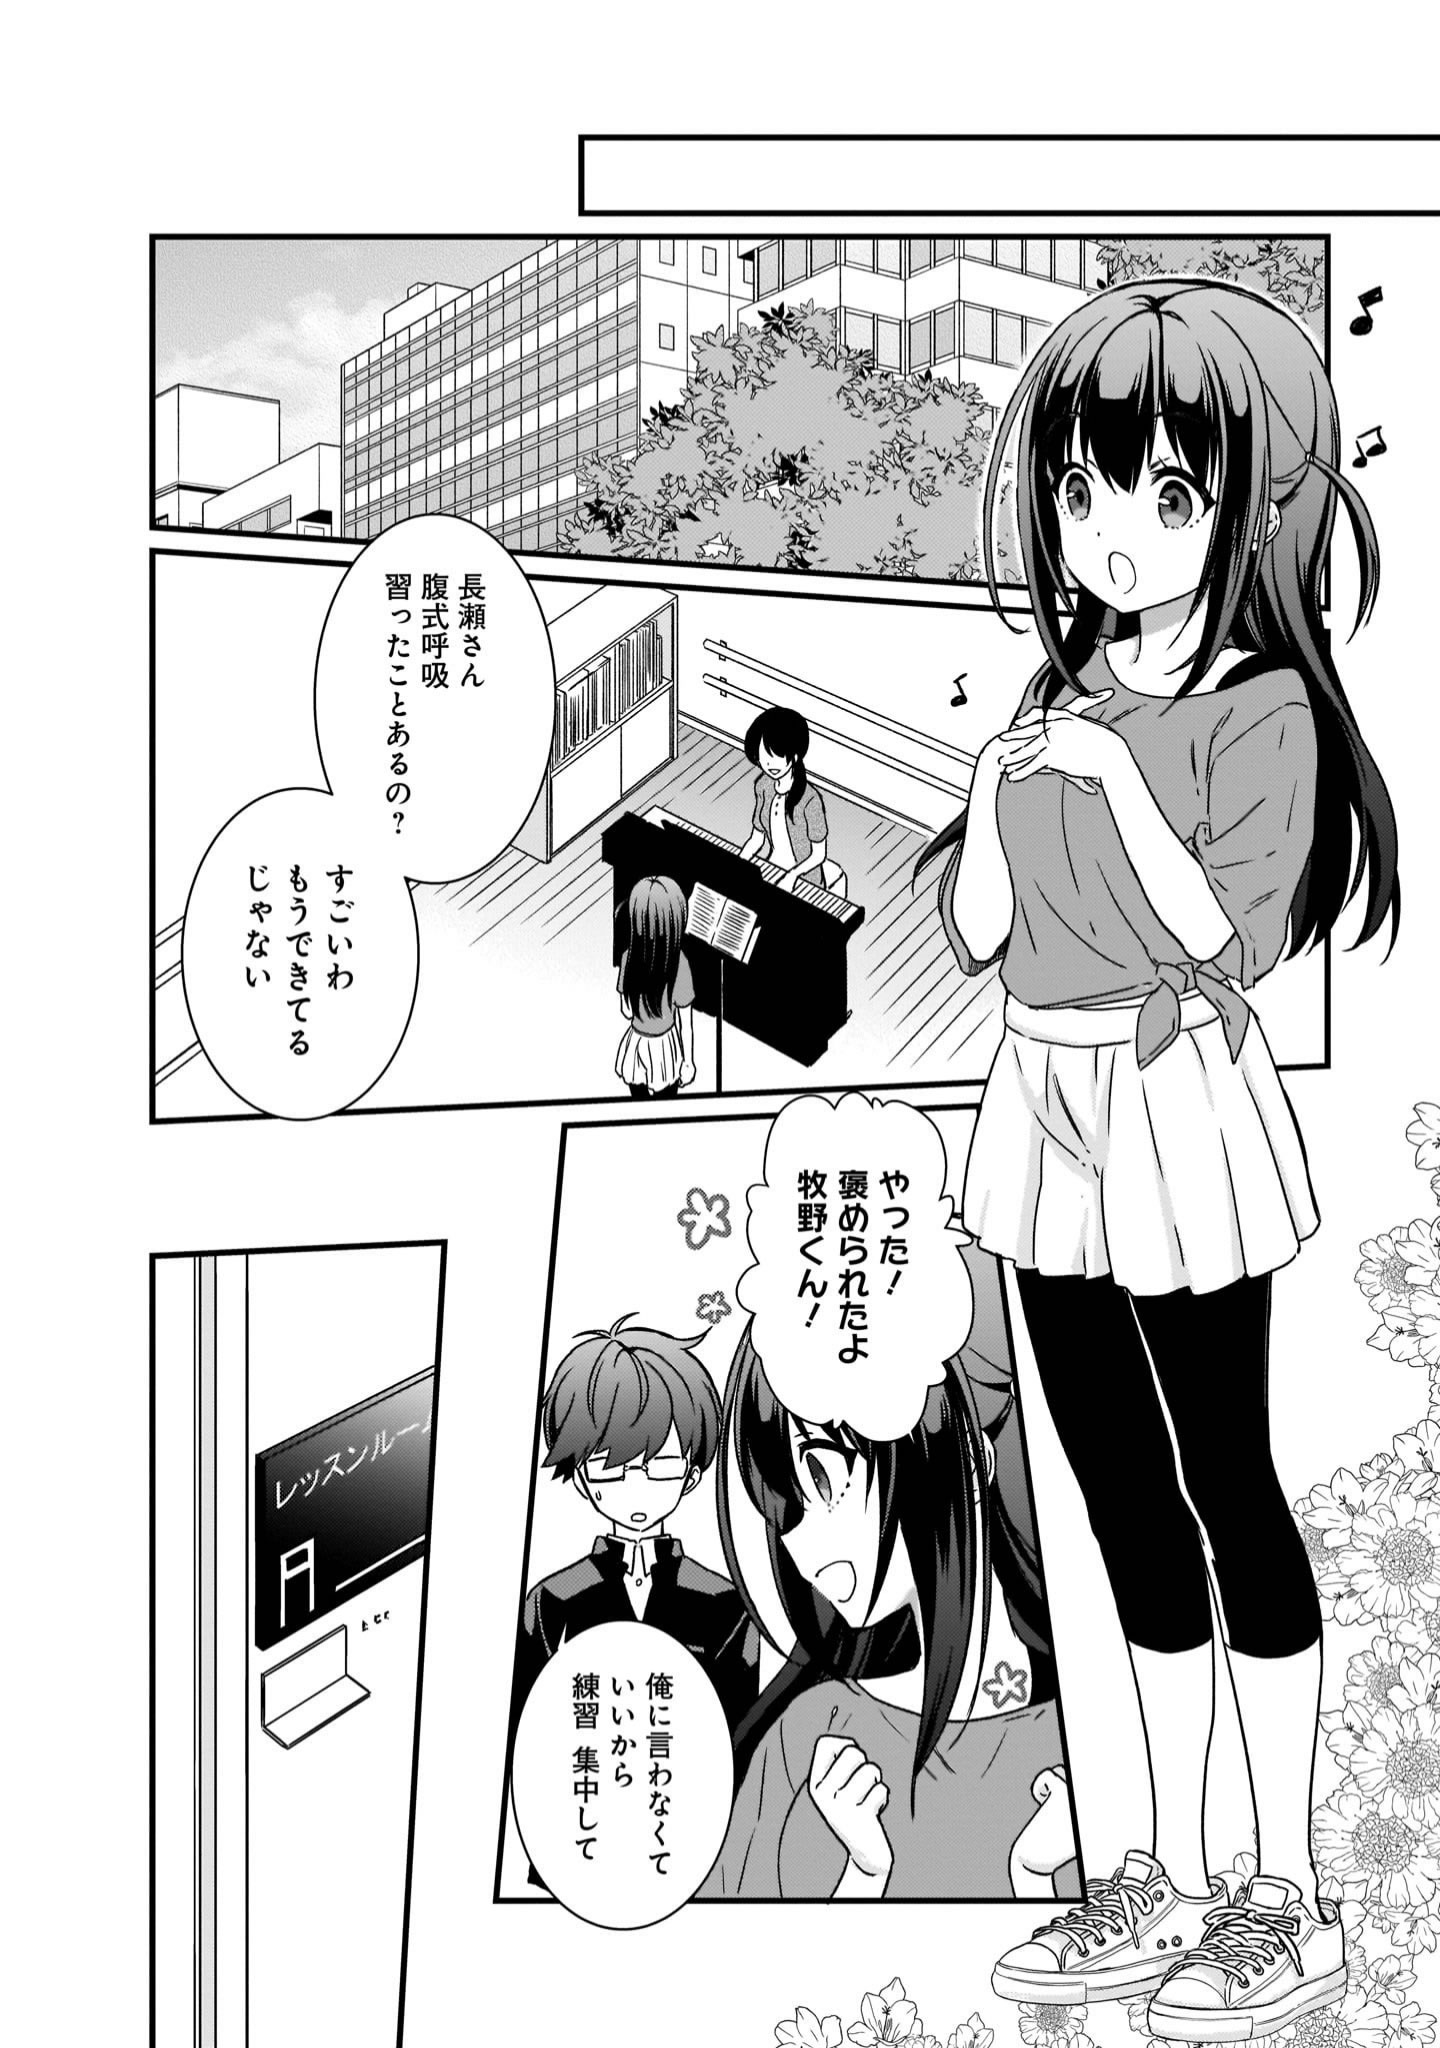 長瀬さん
腹式呼吸
習ったことあるの?
すごいわ
もうできてる
じゃない
やった!
褒められたよ
牧野くん!
俺に言わなくて
いいから
練習 集中して
レッスンルーム
A